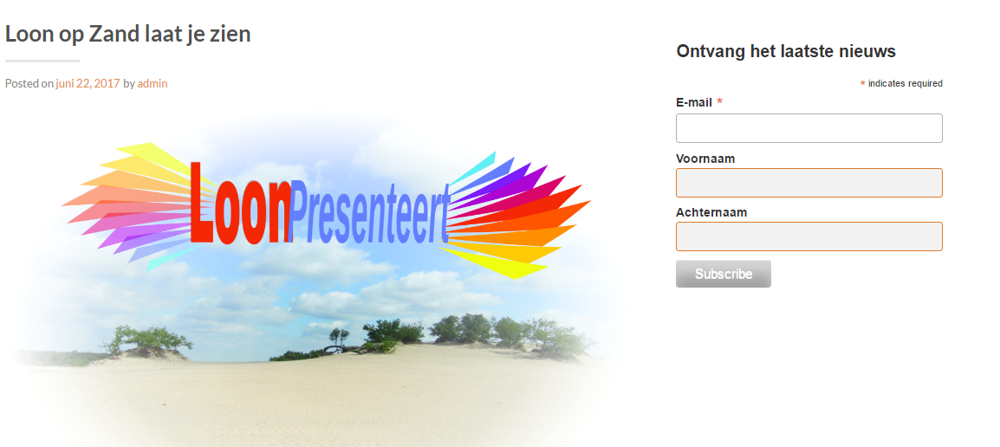 Loon op Zand laat je zien
Posted on juni 22, 2017 by admin
LoonPresenteert
Ontvang het laatste nieuws
* indicates required
E-mail *
Voornaam
Achternaam
Subscribe